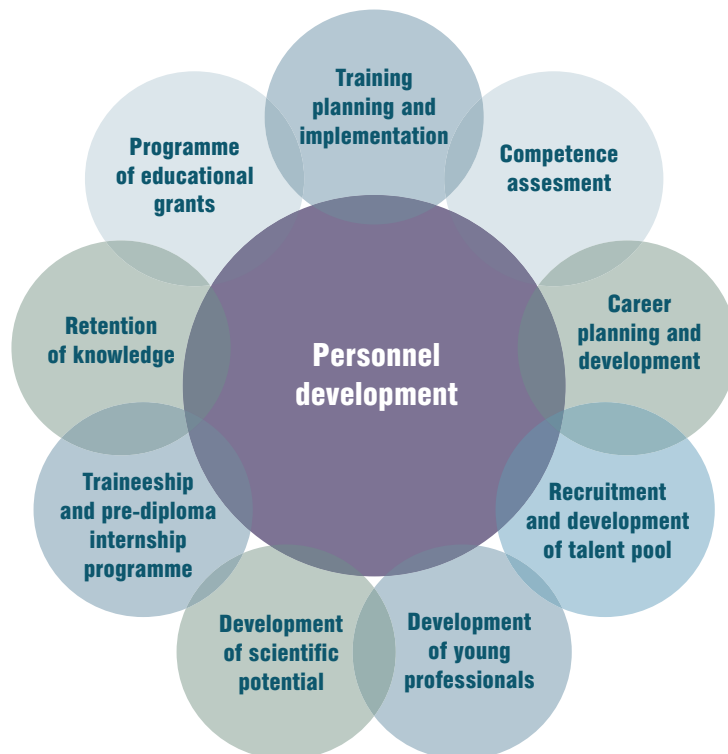 Training
planning and
implementation
Competence
assesment
Career
planning and
development
Recruitment
and development
of talent pool
Development
of young
professionals
Development
of scientific
potential
Traineeship
and pre-diploma
internship
programme
Retention
of knowledge
Programme
of educational
grants
Personnel
development